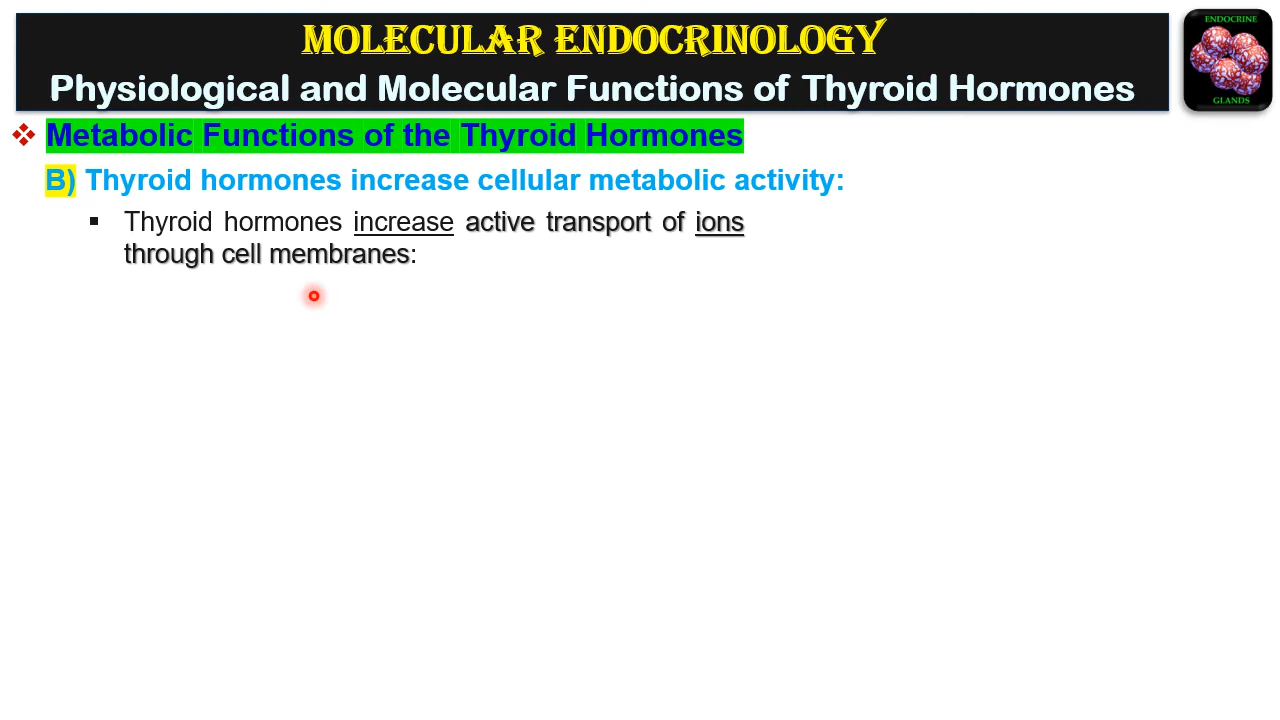 MOLECULAR ENDOCRINOLOGY
Physiological and Molecular Functions of Thyroid Hormones
ENDOCRINE
GLANDS
Metabolic Functions of the Thyroid Hormones
B) Thyroid hormones increase cellular metabolic activity:
Thyroid hormones increase active transport of ions
through cell membranes: